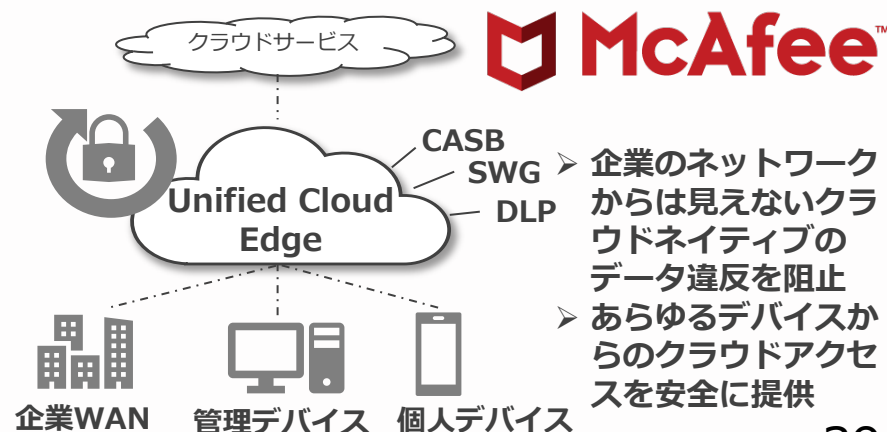 クラウドサービス
McAfee™
CASB
SWG
DLP
Unified Cloud
Edge
➢ 企業のネットワーク
からは見えないクラ
ウドネイティブの
データ違反を阻止
➢ あらゆるデバイスか
らのクラウドアクセ
スを安全に提供
企業WAN
管理デバイス
個人デバイス